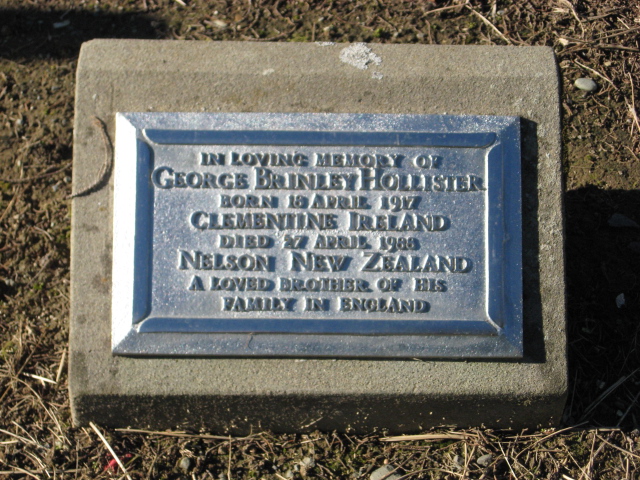 IN LOVING MEMORY OF
GEORGE BRINLEY HOLLISTER
BORN 18 APRIL 1917
CLEMENTINE IRELAND
DIED 27 APRIL 1988
NELSON NEW ZEALAND
A LOVED BROTHER OF HIS
FAMILY IN ENGLAND